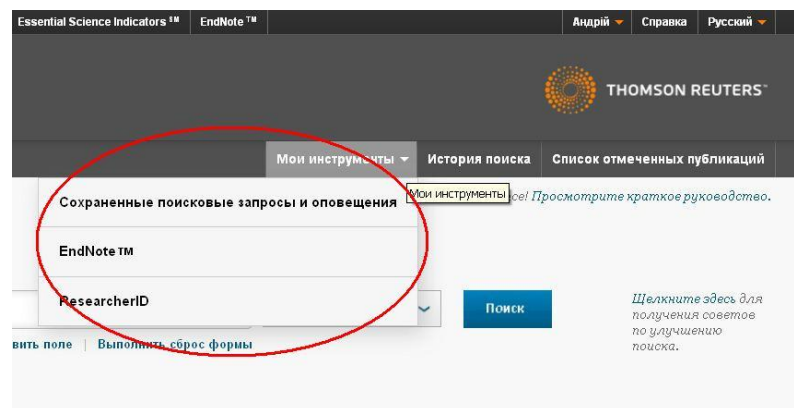 Essential Science Indicators SM EndNote TM Андрій Справка Русский
THOMSON REUTERS™
Мои инструменты История поиска Список отмеченных публикаций
Сохраненные поисковые запросы и оповещения
Мои инструменты
ce! Просмотрите краткое руководство.
EndNote TM
ResearcherID
Поиск
Щелкните здесь для
получения советов
по улучшению
поиска.
вить поле | Выполнить сброс формы